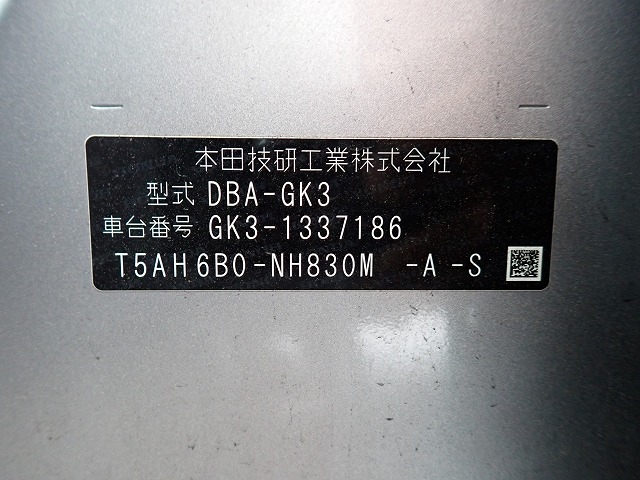 本田技研工業株式会社
型式 DBA-GK3
車台番号 GK3-1337186
T5AH6B0-NH830M -A-S